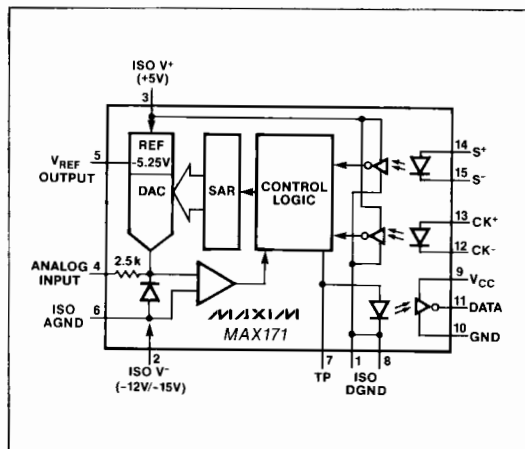 ISO V⁺
(+5V)
3
14 S⁺
15 S⁻
REF
-5.25V
DAC
SAR
CONTROL
LOGIC
5
VREF
OUTPUT
13 CK⁺
12 CK⁻
ANALOG
INPUT
4
2.5k
9 VCC
11 DATA
10 GND
ISO
AGND
6
MAXIM
MAX171
2
ISO V⁻
(-12V/-15V)
7
TP
1
8
ISO
DGND